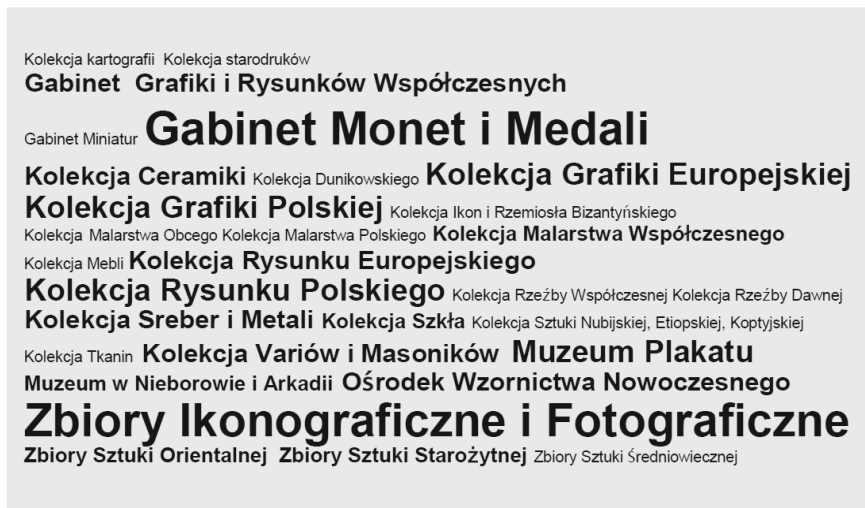 Kolekcja kartografii Kolekcja starodruków
Gabinet Grafiki i Rysunków Współczesnych
Gabinet Miniatur Gabinet Monet i Medali
Kolekcja Ceramiki Kolekcja Dunikowskiego Kolekcja Grafiki Europejskiej
Kolekcja Grafiki Polskiej Kolekcja Ikon i Rzemiosła Bizantyńskiego
Kolekcja Malarstwa Obcego Kolekcja Malarstwa Polskiego Kolekcja Malarstwa Współczesnego
Kolekcja Mebli Kolekcja Rysunku Europejskiego
Kolekcja Rysunku Polskiego Kolekcja Rzeźby Współczesnej Kolekcja Rzeźby Dawnej
Kolekcja Sreber i Metali Kolekcja Szkła Kolekcja Sztuki Nubijskiej, Etiopskiej, Koptyjskiej
Kolekcja Tkanin Kolekcja Variów i Masoników Muzeum Plakatu
Muzeum w Nieborowie i Arkadii Ośrodek Wzornictwa Nowoczesnego
Zbiory Ikonograficzne i Fotograficzne
Zbiory Sztuki Orientalnej Zbiory Sztuki Starożytnej Zbiory Sztuki Średniowiecznej